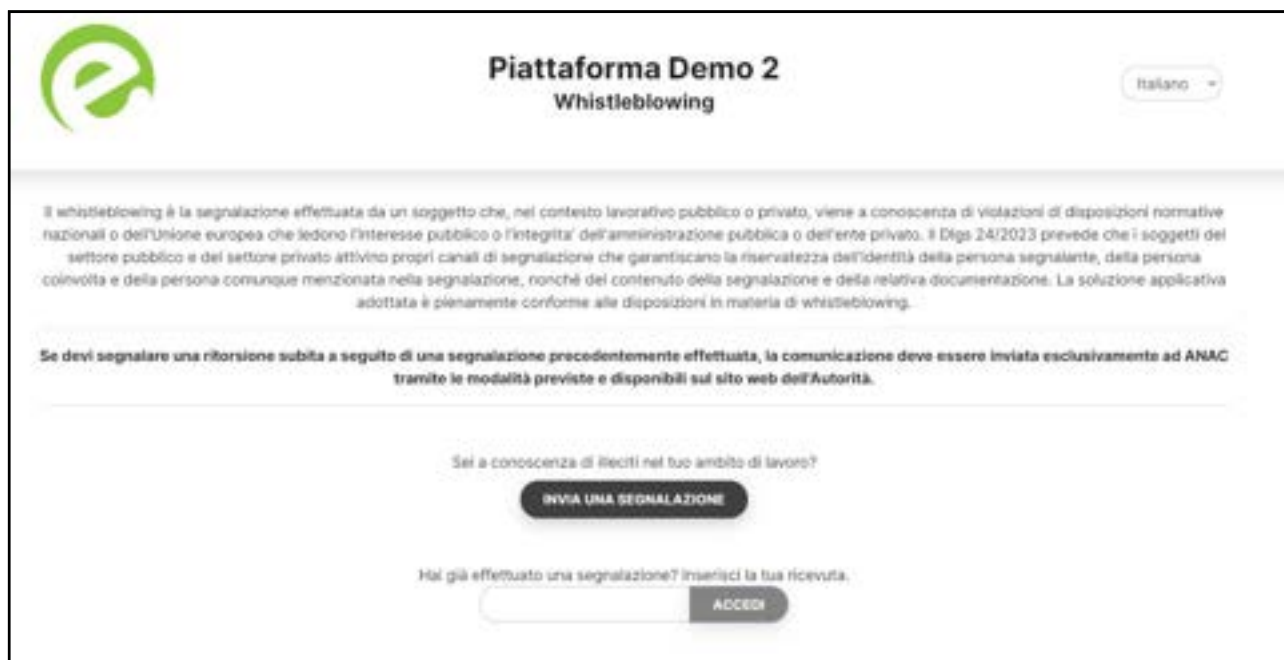 Piattaforma Demo 2
Whistleblowing
Italiano
Il whistleblowing è la segnalazione effettuata da un soggetto che, nel contesto lavorativo pubblico o privato, viene a conoscenza di violazioni di disposizioni normative
nazionali o dell'Unione europea che ledono l'interesse pubblico o l'integrita' dell'amministrazione pubblica o dell'ente privato. Il Dlgs 24/2023 prevede che i soggetti del
settore pubblico e del settore privato attivino propri canali di segnalazione che garantiscano la riservatezza dell'identità della persona segnalante, della persona
coinvolta e della persona comunque menzionata nella segnalazione, nonché del contenuto della segnalazione e della relativa documentazione. La soluzione applicativa
adottata è pienamente conforme alle disposizioni in materia di whistleblowing.
Se devi segnalare una ritorsione subita a seguito di una segnalazione precedentemente effettuata, la comunicazione deve essere inviata esclusivamente ad ANAC
tramite le modalità previste e disponibili sul sito web dell'Autorità.
Sei a conoscenza di illeciti nel tuo ambito di lavoro?
INVIA UNA SEGNALAZIONE
Hai già effettuato una segnalazione? Inserisci la tua ricevuta.
ACCEDI